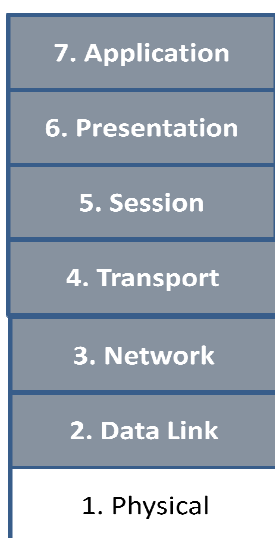 7. Application
6. Presentation
5. Session
4. Transport
3. Network
2. Data Link
1. Physical